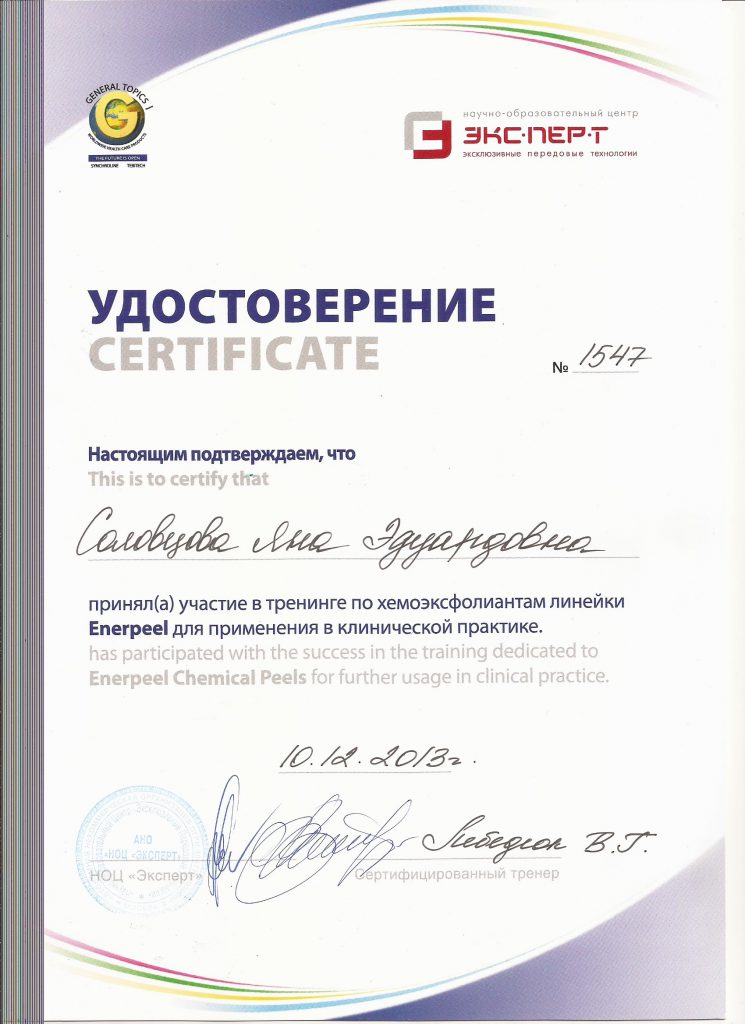 GENERAL TOPICS
WORLDWIDE HEALTH CARE PRODUCTS
THE FUTURE IS OPEN
SYNCHROLINE TEBITECH
научно-образовательный центр
ЭКС·ПЕР·Т
эксклюзивные передовые технологии
УДОСТОВЕРЕНИЕ
CERTIFICATE
№ 1547
Настоящим подтверждаем, что
This is to certify that
Соловцова Яна Эдуардовна
принял(а) участие в тренинге по хемоэксфолиантам линейки
Enerpeel для применения в клинической практике.
has participated with the success in the training dedicated to
Enerpeel Chemical Peels for further usage in clinical practice.
10.12.2013г.
АНО
«НОЦ «ЭКСПЕРТ»
В.Г.
НОЦ «Эксперт»
Сертифицированный тренер